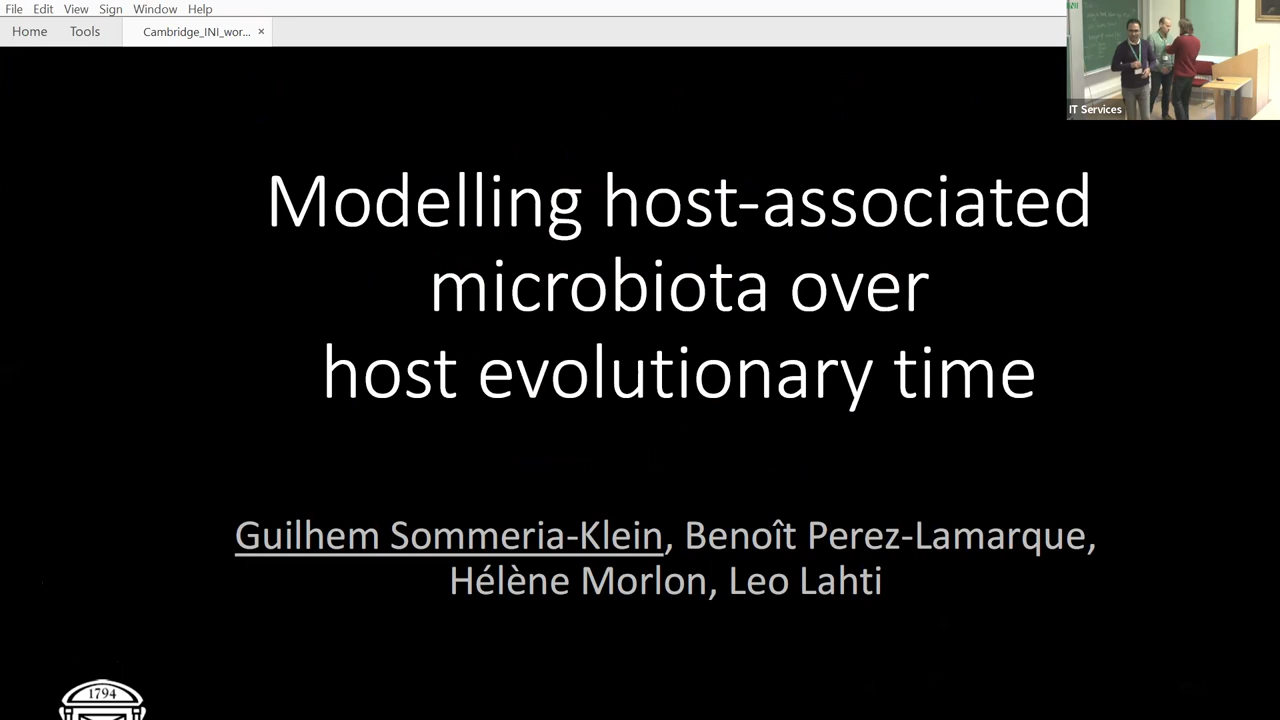 File Edit View Sign Window Help
Home Tools Cambridge_INI_wor... ×
IT Services
Modelling host-associated
microbiota over
host evolutionary time
Guilhem Sommeria-Klein, Benoît Perez-Lamarque,
Hélène Morlon, Leo Lahti
1794